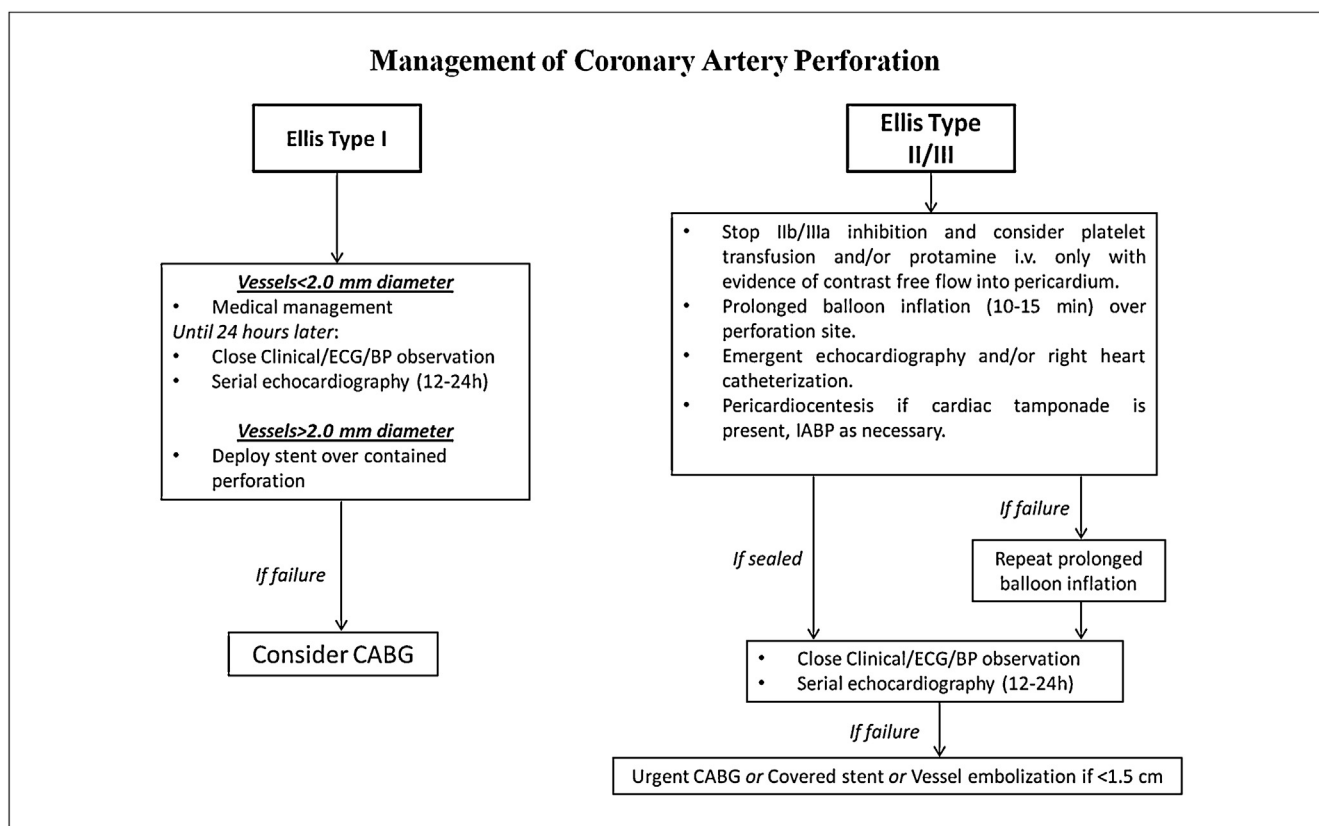 Management of Coronary Artery Perforation
Ellis Type I
Vessels<2.0 mm diameter
• Medical management
Until 24 hours later:
• Close Clinical/ECG/BP observation
• Serial echocardiography (12-24h)
Vessels>2.0 mm diameter
• Deploy stent over contained
perforation
If failure
Consider CABG
Ellis Type
II/III
• Stop IIb/IIIa inhibition and consider platelet
transfusion and/or protamine i.v. only with
evidence of contrast free flow into pericardium.
• Prolonged balloon inflation (10-15 min) over
perforation site.
• Emergent echocardiography and/or right heart
catheterization.
• Pericardiocentesis if cardiac tamponade is
present, IABP as necessary.
If sealed
If failure
Repeat prolonged
balloon inflation
• Close Clinical/ECG/BP observation
• Serial echocardiography (12-24h)
If failure
Urgent CABG or Covered stent or Vessel embolization if <1.5 cm